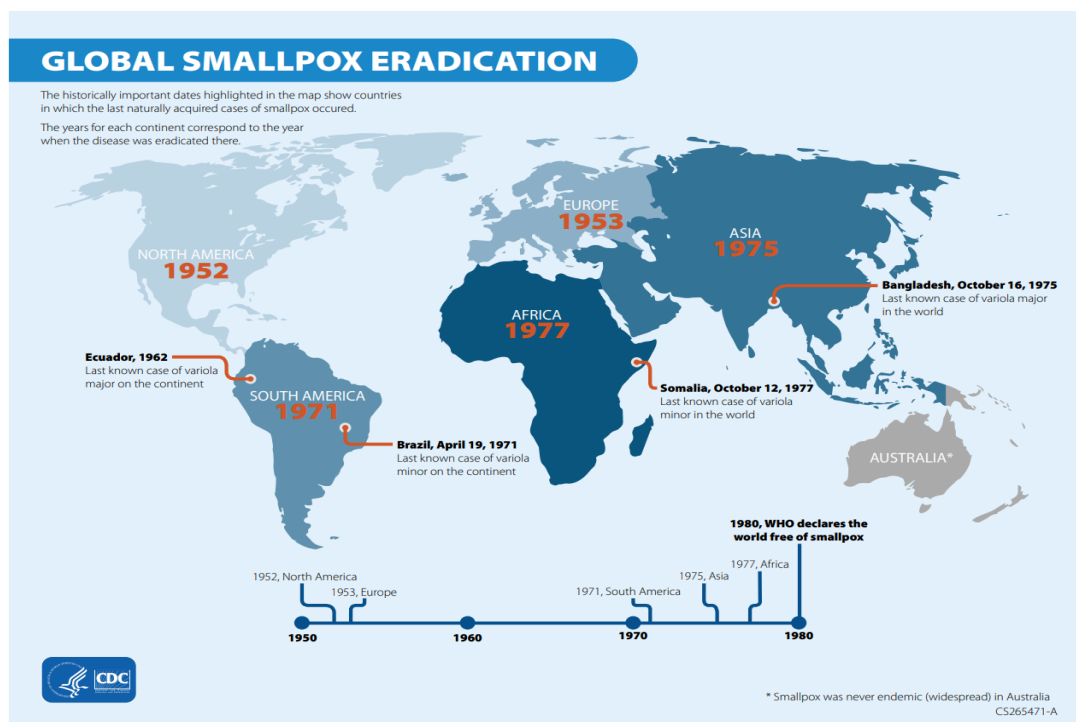 GLOBAL SMALLPOX ERADICATION
The historically important dates highlighted in the map show countries
in which the last naturally acquired cases of smallpox occured.
The years for each continent correspond to the year
when the disease was eradicated there.
NORTH AMERICA
1952
EUROPE
1953
ASIA
1975
Bangladesh, October 16, 1975
Last known case of variola major
in the world
AFRICA
1977
Ecuador, 1962
Last known case of variola
major on the continent
SOUTH AMERICA
1971
Somalia, October 12, 1977
Last known case of variola
minor in the world
Brazil, April 19, 1971
Last known case of variola
minor on the continent
AUSTRALIA*
1980, WHO declares the
world free of smallpox
1952, North America
1953, Europe
1971, South America
1975, Asia
1977, Africa
1950
1960
1970
1980
CDC
* Smallpox was never endemic (widespread) in Australia
CS265471-A